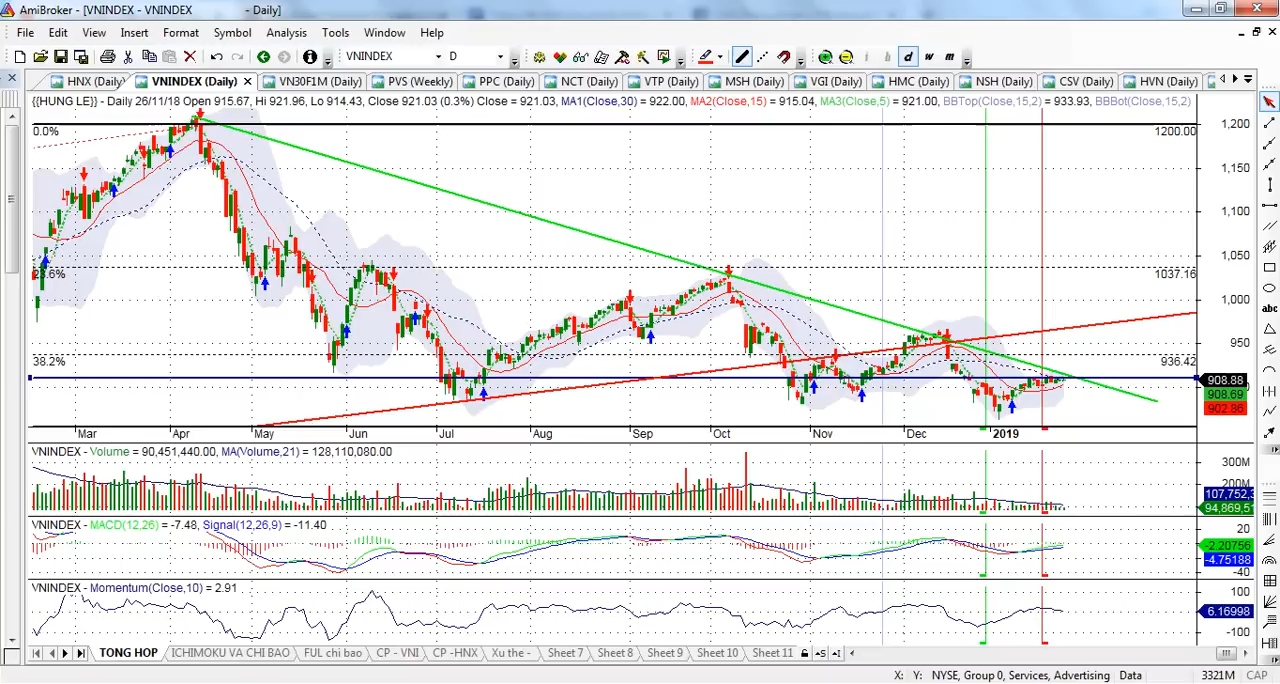 AmiBroker - [VNINDEX - VNINDEX - Daily]
File Edit View Insert Format Symbol Analysis Tools Window Help
VNINDEX D d w m
HNX (Daily) VNINDEX (Daily) VN30F1M (Daily) PVS (Weekly) PPC (Daily) NCT (Daily) VTP (Daily) MSH (Daily) VGI (Daily) HMC (Daily) NSH (Daily) CSV (Daily) HVN (Daily)
{{HUNG LE}} - Daily 26/11/18 Open 915.67, Hi 921.96, Lo 914.43, Close 921.03 (0.3%) Close = 921.03, MA1(Close,30) = 922.00, MA2(Close,15) = 915.04, MA3(Close,5) = 921.00, BBTop(Close,15,2) = 933.93, BBBot(Close,15,2)
0.0% 1200.00 1,200
1,150
1,100
1,050
23.6% 1037.16
1,000
950
38.2% 936.42
908.88
908.69
902.86
Mar Apr May Jun Jul Aug Sep Oct Nov Dec 2019
VNINDEX - Volume = 90,451,440.00, MA(Volume,21) = 128,110,080.00
300M
200M
107,752,3
94,869,5
VNINDEX - MACD(12,26) = -7.48, Signal(12,26,9) = -11.40
20
-2.20756
-4.75188
-40
VNINDEX - Momentum(Close,10) = 2.91
100
6.16998
-100
TONG HOP ICHIMOKU VA CHI BAO FUL chi bao CP - VNI CP -HNX Xu the - Sheet 7 Sheet 8 Sheet 9 Sheet 10 Sheet 11
X: Y: NYSE, Group 0, Services, Advertising Data 3321M CAP
abc